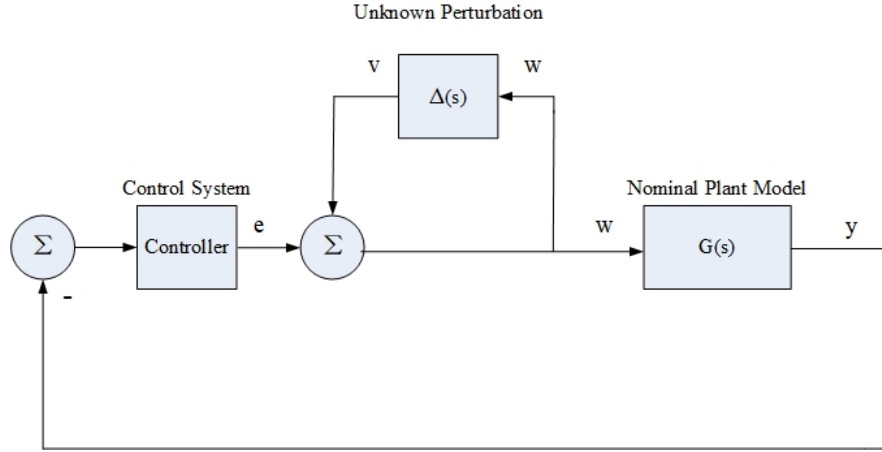 Unknown Perturbation
v
w
Δ(s)
Control System
Nominal Plant Model
Σ
Controller
e
Σ
w
G(s)
y
-